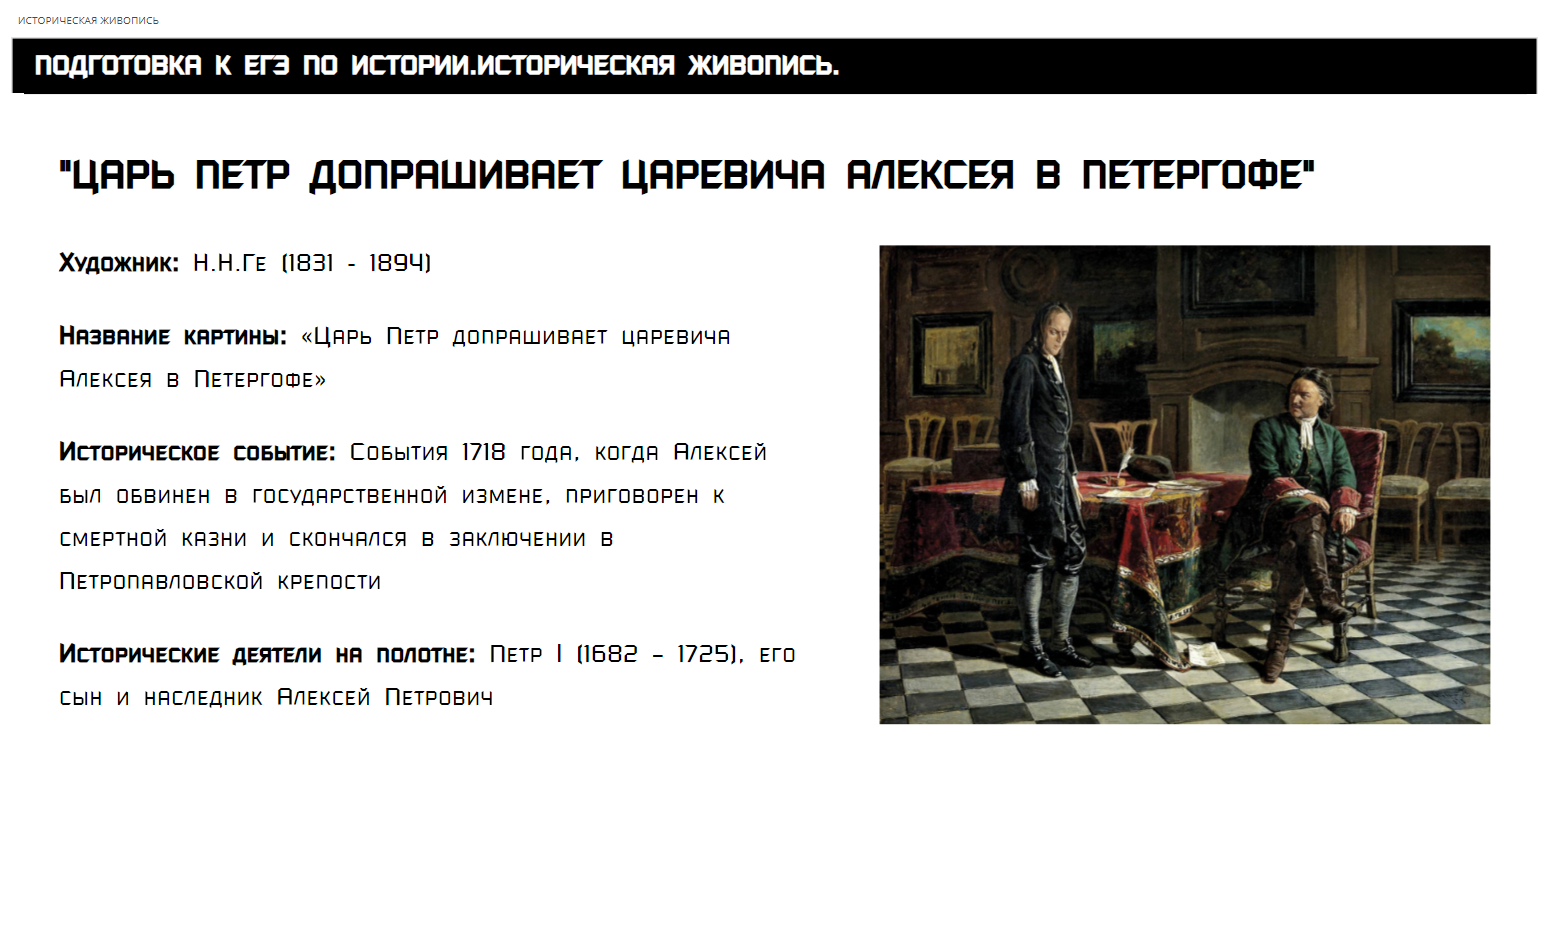 ИСТОРИЧЕСКАЯ ЖИВОПИСЬ
ПОДГОТОВКА К ЕГЭ ПО ИСТОРИИ.ИСТОРИЧЕСКАЯ ЖИВОПИСЬ.
"ЦАРЬ ПЕТР ДОПРАШИВАЕТ ЦАРЕВИЧА АЛЕКСЕЯ В ПЕТЕРГОФЕ"
Художник: Н.Н.Ге (1831 - 1894)
Название картины: «Царь Петр допрашивает царевича
Алексея в Петергофе»
Историческое событие: События 1718 года, когда Алексей
был обвинен в государственной измене, приговорен к
смертной казни и скончался в заключении в
Петропавловской крепости
Исторические деятели на полотне: Петр I (1682 – 1725), его
сын и наследник Алексей Петрович